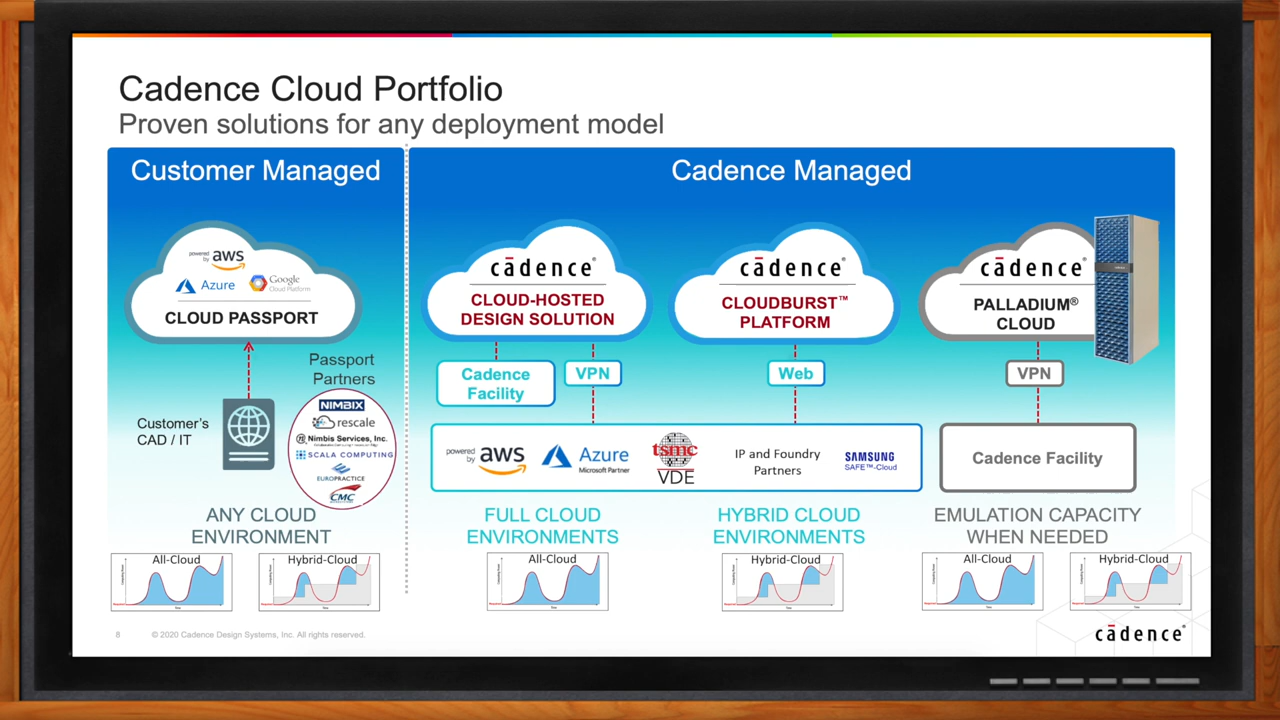 Cadence Cloud Portfolio
Proven solutions for any deployment model
Customer Managed
powered by aws
Azure
Google Cloud Platform
CLOUD PASSPORT
Passport
Partners
Customer's
CAD / IT
NIMBIX
rescale
Nimbis Services, Inc.
SCALA COMPUTING
EUROPRACTICE
CMC
ANY CLOUD
ENVIRONMENT
All-Cloud
Hybrid-Cloud
Cadence Managed
cādence®
CLOUD-HOSTED
DESIGN SOLUTION
cādence®
CLOUDBURST™
PLATFORM
cādence®
PALLADIUM®
CLOUD
Cadence
Facility
VPN
Web
VPN
powered by aws
Azure
Microsoft Partner
tsmc
VDE
IP and Foundry
Partners
SAMSUNG
SAFE™-Cloud
Cadence Facility
FULL CLOUD
ENVIRONMENTS
All-Cloud
HYBRID CLOUD
ENVIRONMENTS
Hybrid-Cloud
EMULATION CAPACITY
WHEN NEEDED
All-Cloud
Hybrid-Cloud
8
© 2020 Cadence Design Systems, Inc. All rights reserved.
cādence®